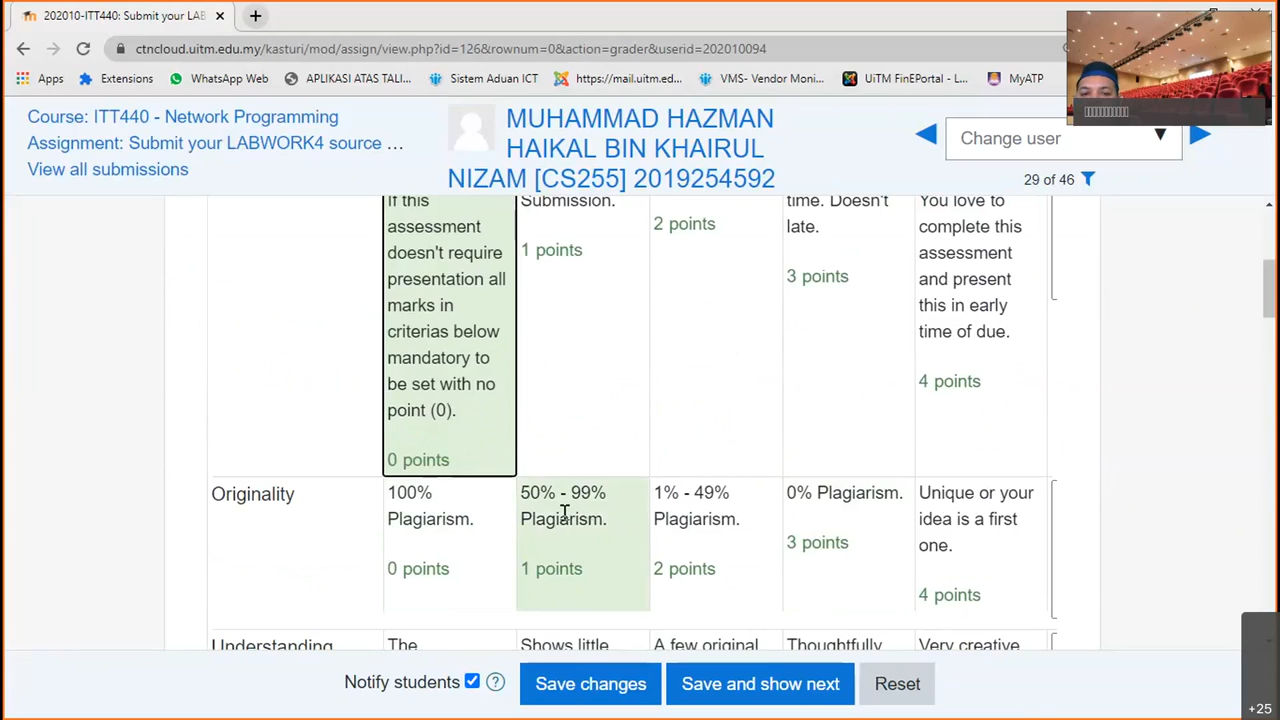 202010-ITT440: Submit your LAB
ctncloud.uitm.edu.my/kasturi/mod/assign/view.php?id=126&rownum=0&action=grader&userid=202010094
Apps
Extensions
WhatsApp Web
APLIKASI ATAS TALI...
Sistem Aduan ICT
https://mail.uitm.ed...
VMS- Vendor Moni...
UiTM FinEPortal - L...
MyATP
Course: ITT440 - Network Programming
Assignment: Submit your LABWORK4 source ...
View all submissions
MUHAMMAD HAZMAN
HAIKAL BIN KHAIRUL
NIZAM [CS255] 2019254592
Change user
29 of 46
If this
assessment
doesn't require
presentation all
marks in
criterias below
mandatory to
be set with no
point (0).
0 points
Submission.
1 points
2 points
time. Doesn't
late.
3 points
You love to
complete this
assessment
and present
this in early
time of due.
4 points
Originality
100%
Plagiarism.
0 points
50% - 99%
Plagiarism.
1 points
1% - 49%
Plagiarism.
2 points
0% Plagiarism.
3 points
Unique or your
idea is a first
one.
4 points
Understanding
The
Shows little
A few original
Thoughtfully
Very creative
Notify students
Save changes
Save and show next
Reset
+25